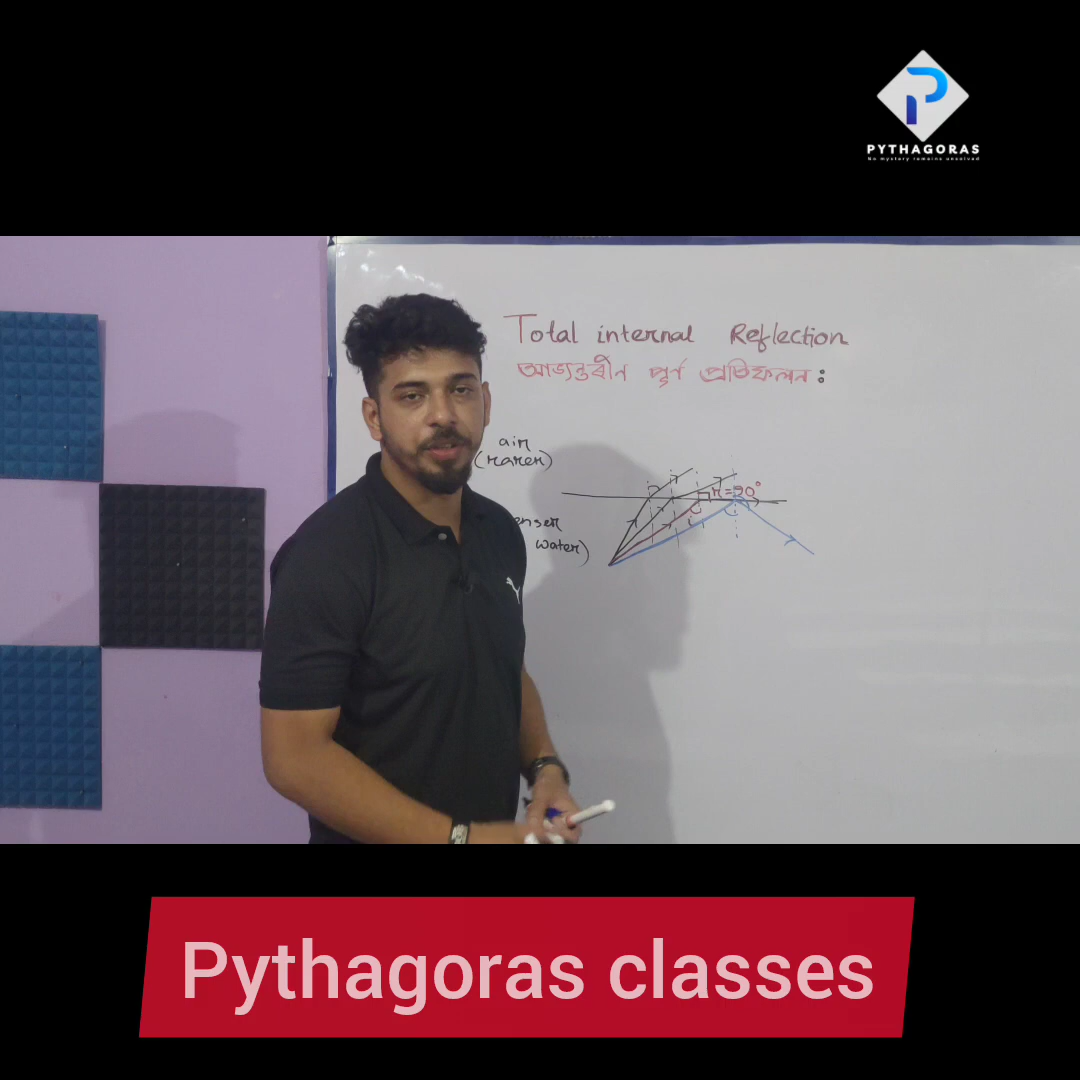 P
PYTHAGORAS
No mystery remains unsolved
Total internal Reflection
আভ্যন্তরীন পূর্ণ প্রতিফলন :
air
(rarer)
r=90°
enser
water)
i
Pythagoras classes